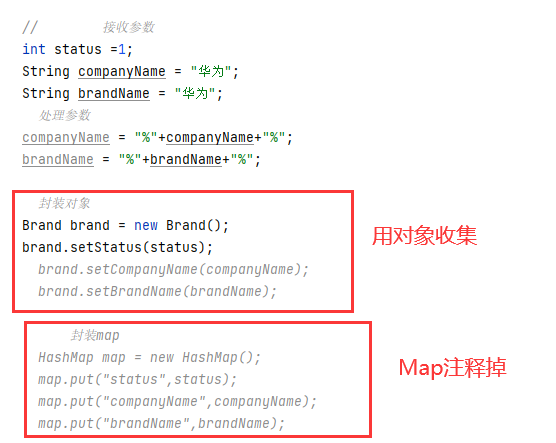 // 接收参数
int status =1;
String companyName = "华为";
String brandName = "华为";
处理参数
companyName = "%"+companyName+"%";
brandName = "%"+brandName+"%";
封装对象
Brand brand = new Brand();
brand.setStatus(status);
brand.setCompanyName(companyName);
brand.setBrandName(brandName);
用对象收集
封装map
HashMap map = new HashMap();
map.put("status",status);
map.put("companyName",companyName);
map.put("brandName",brandName);
Map注释掉